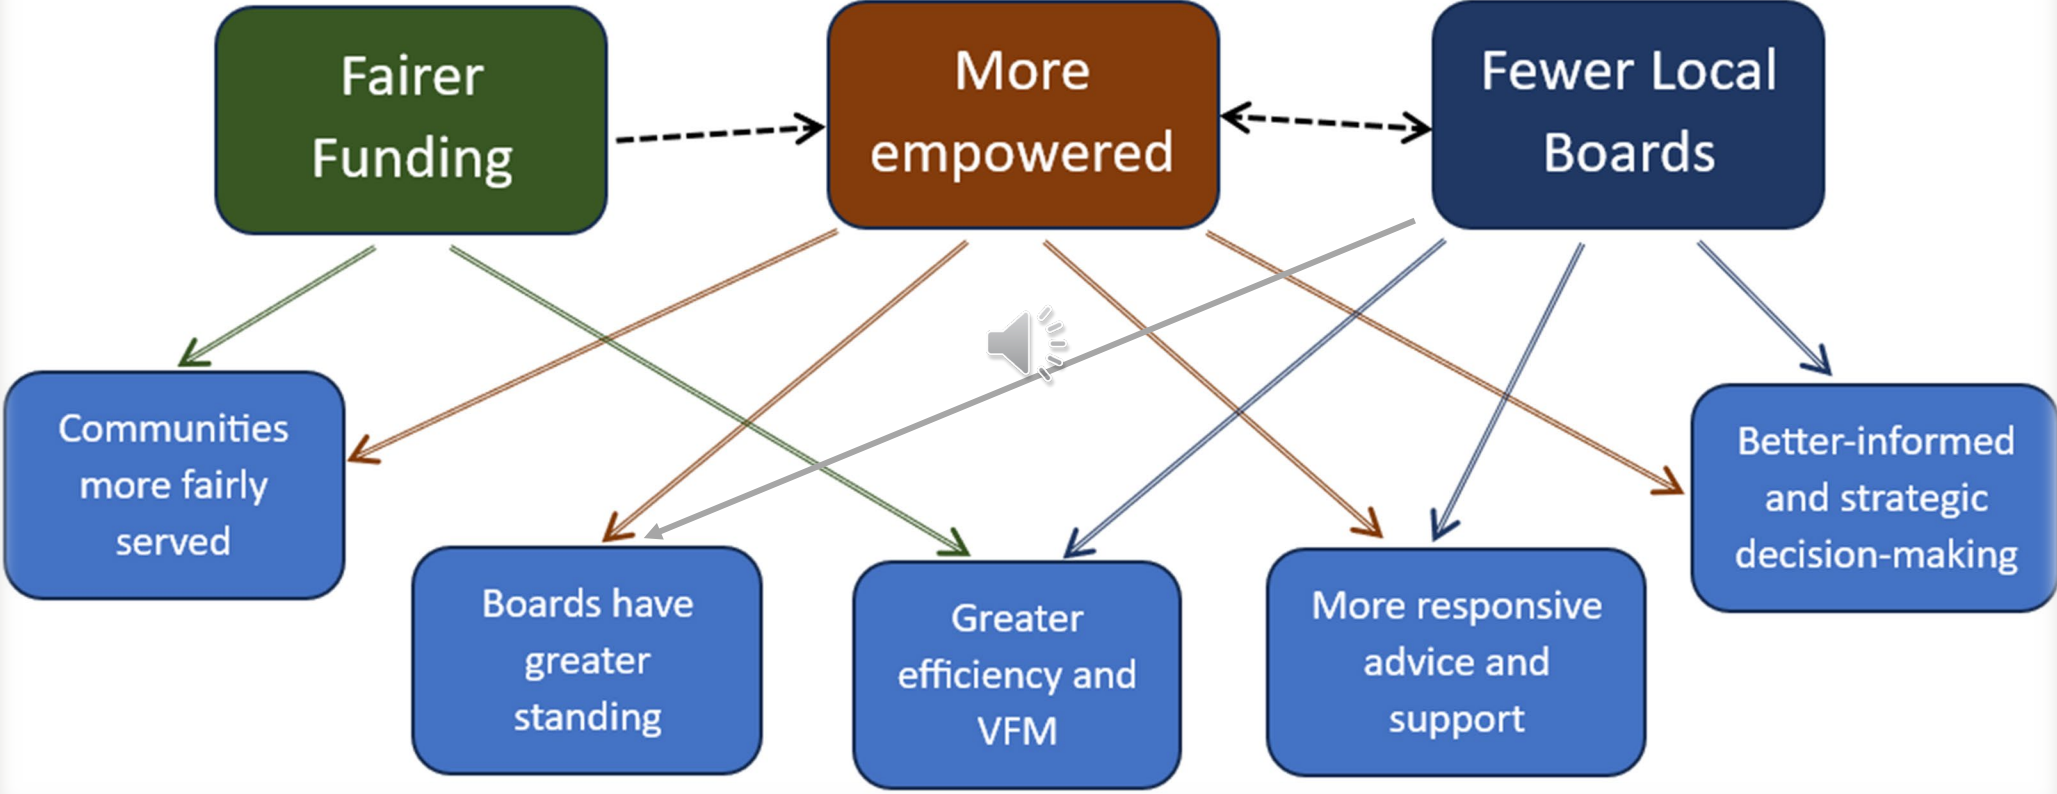 Fairer
Funding
More
empowered
Fewer Local
Boards
Communities
more fairly
served
Boards have
greater
standing
Greater
efficiency and
VFM
More responsive
advice and
support
Better-informed
and strategic
decision-making